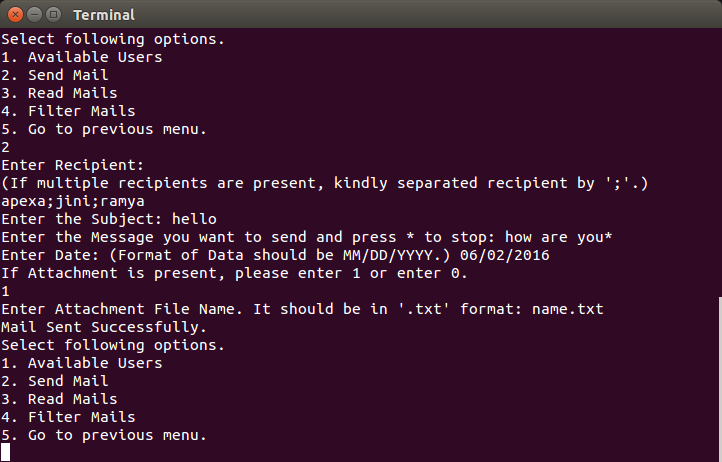 Terminal
Select following options.
1. Available Users
2. Send Mail
3. Read Mails
4. Filter Mails
5. Go to previous menu.
2
Enter Recipient:
(If multiple recipients are present, kindly separated recipient by ';'.)
apexa;jini;ramya
Enter the Subject: hello
Enter the Message you want to send and press * to stop: how are you*
Enter Date: (Format of Data should be MM/DD/YYYY.) 06/02/2016
If Attachment is present, please enter 1 or enter 0.
1
Enter Attachment File Name. It should be in '.txt' format: name.txt
Mail Sent Successfully.
Select following options.
1. Available Users
2. Send Mail
3. Read Mails
4. Filter Mails
5. Go to previous menu.